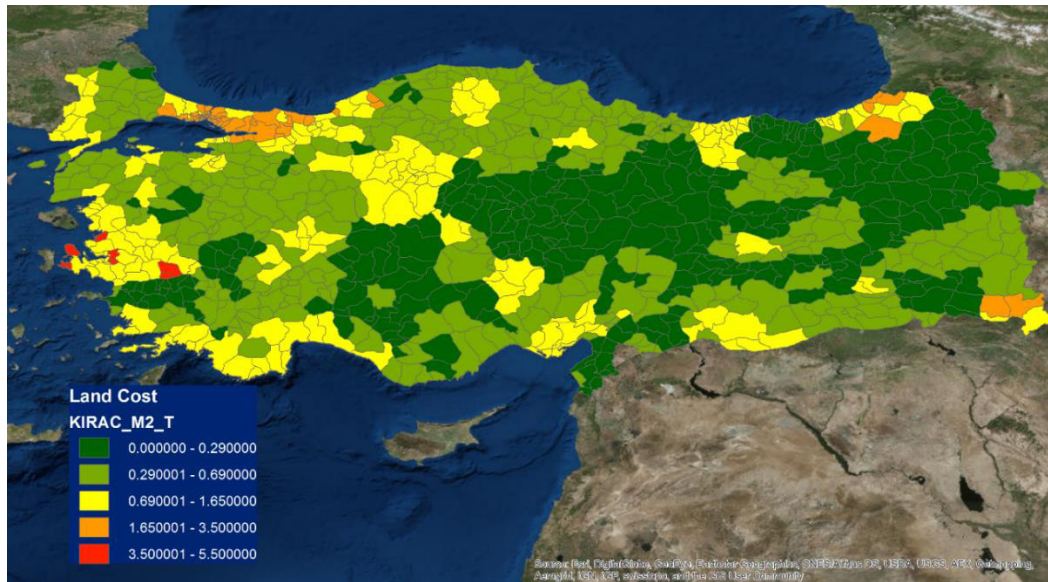 Land Cost
KIRAC_M2_T
0.000000 - 0.290000
0.290001 - 0.690000
0.690001 - 1.650000
1.650001 - 3.500000
3.500001 - 5.500000
Source: Esri, DigitalGlobe, GeoEye, Earthstar Geographics, CNES/Airbus DS, USDA, USGS, AEX, Getmapping,
Aerogrid, IGN, IGP, swisstopo, and the GIS User Community